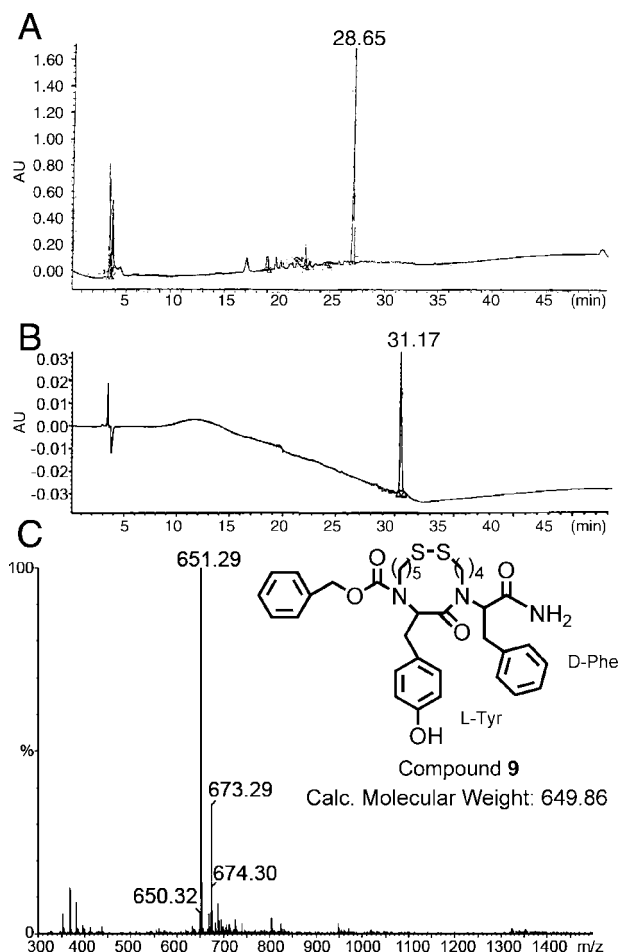 A
28.65
1.60
1.40
1.20
1.00
0.80
0.60
0.40
0.20
0.00
AU
5 10 15 20 25 30 35 40 45 (min)
B
31.17
0.03
0.02
0.01
0.00
-0.01
-0.02
-0.03
AU
5 10 15 20 25 30 35 40 45 (min)
C
651.29
100
%
0
673.29
674.30
650.32
S-S
( )5 ( )4
O O
O N N NH2
O
D-Phe
L-Tyr
OH
Compound 9
Calc. Molecular Weight: 649.86
300 400 500 600 700 800 900 1000 1100 1200 1300 1400 m/z